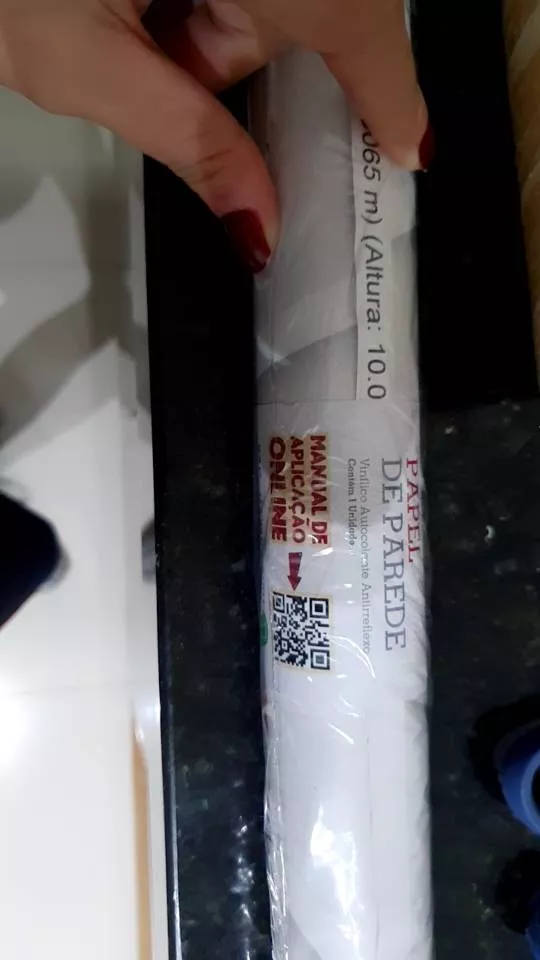 065 m) (Altura: 10.0
PAPEL
DE PAREDE
Vinílico Autocolante Antirreflexo
Contém 1 Unidade
MANUAL DE
APLICAÇÃO
ONLINE